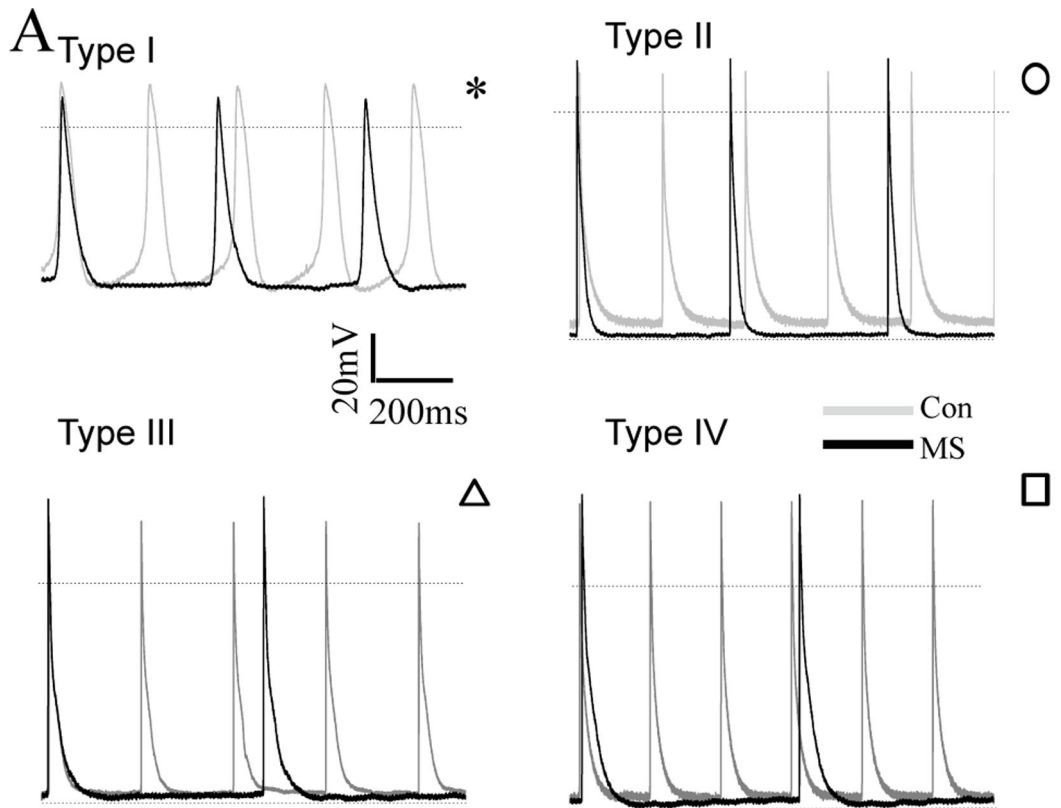 A
Type I
*
Type II
20mV
200ms
Con
MS
Type III
Type IV